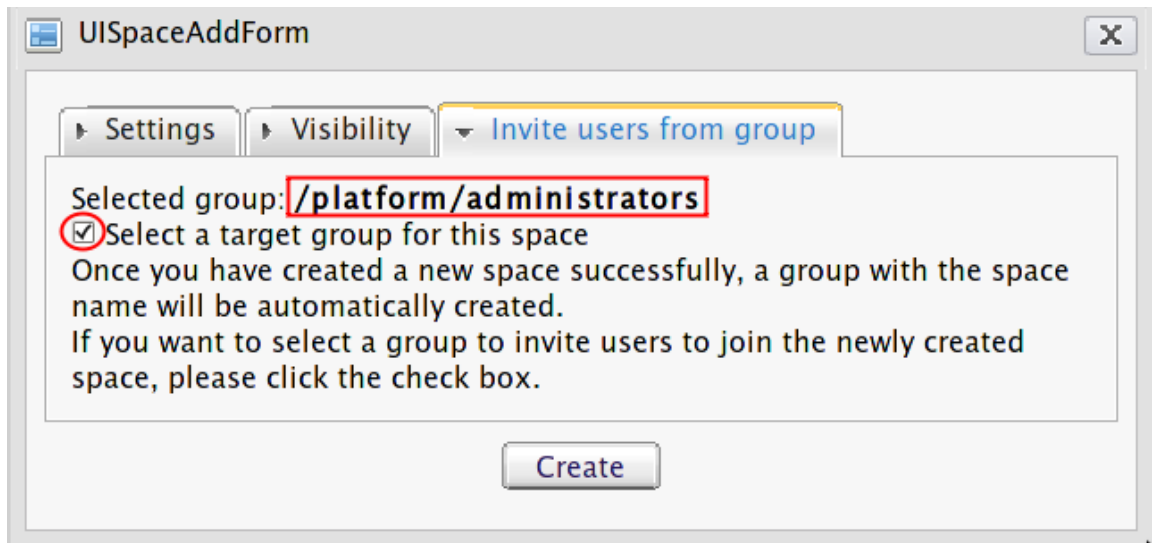 UISpaceAddForm
Settings
Visibility
Invite users from group
Selected group: /platform/administrators
Select a target group for this space
Once you have created a new space successfully, a group with the space
name will be automatically created.
If you want to select a group to invite users to join the newly created
space, please click the check box.
Create